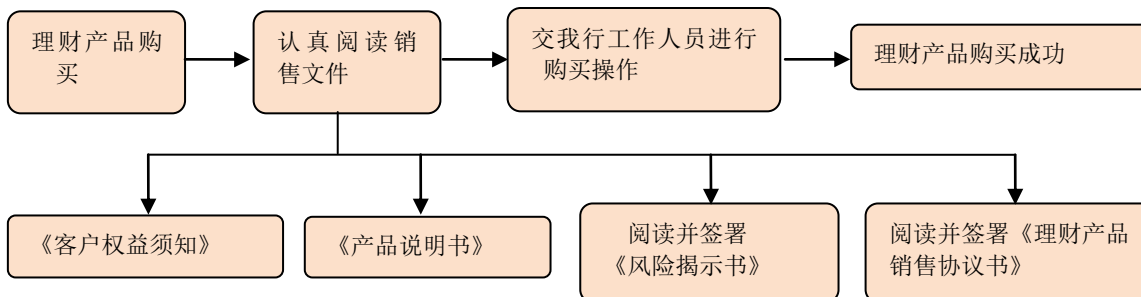 理财产品购
买
认真阅读销
售文件
交我行工作人员进行
购买操作
理财产品购买成功
《客户权益须知》
《产品说明书》
阅读并签署
《风险揭示书》
阅读并签署《理财产品
销售协议书》